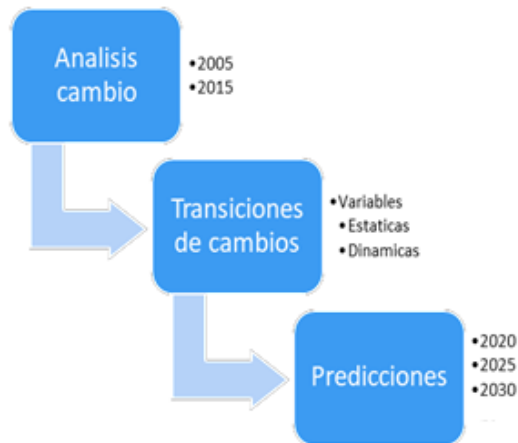 Analisis
cambio
•2005
•2015
Transiciones
de cambios
•Variables
•Estaticas
•Dinamicas
Predicciones
•2020
•2025
•2030